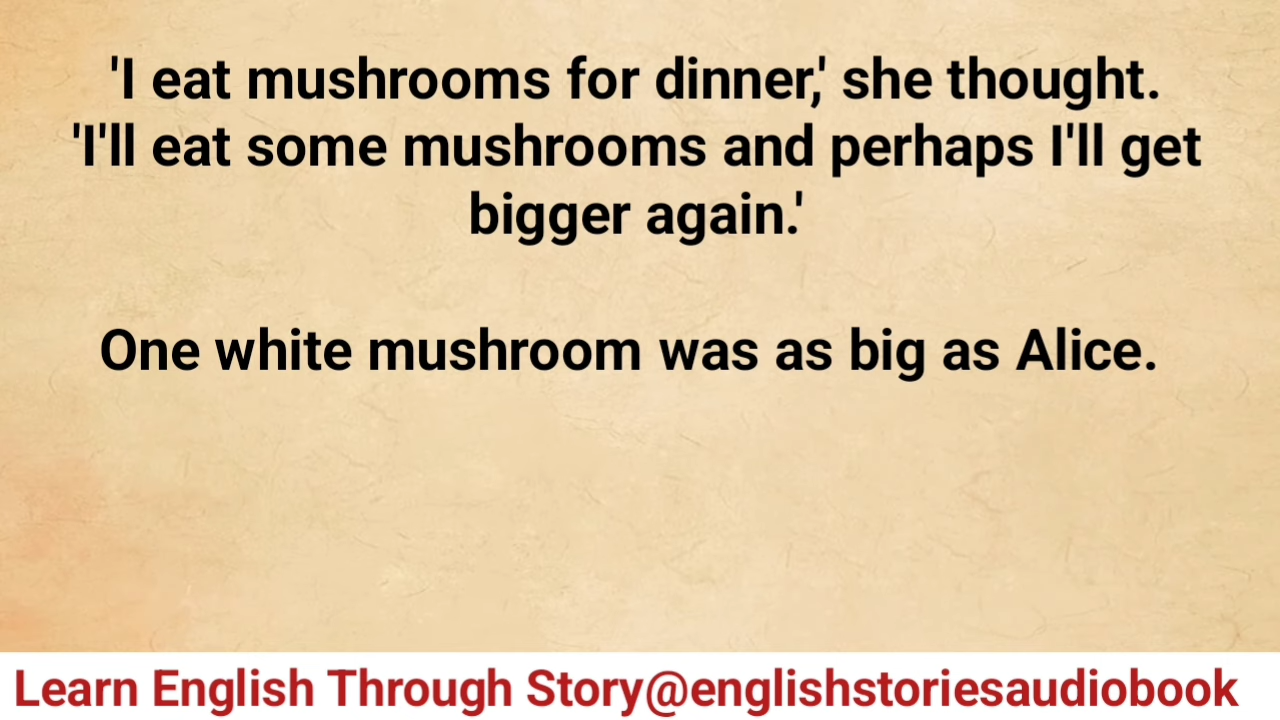 'I eat mushrooms for dinner,' she thought.
'I'll eat some mushrooms and perhaps I'll get
bigger again.'
One white mushroom was as big as Alice.
Learn English Through Story@englishstoriesaudiobook